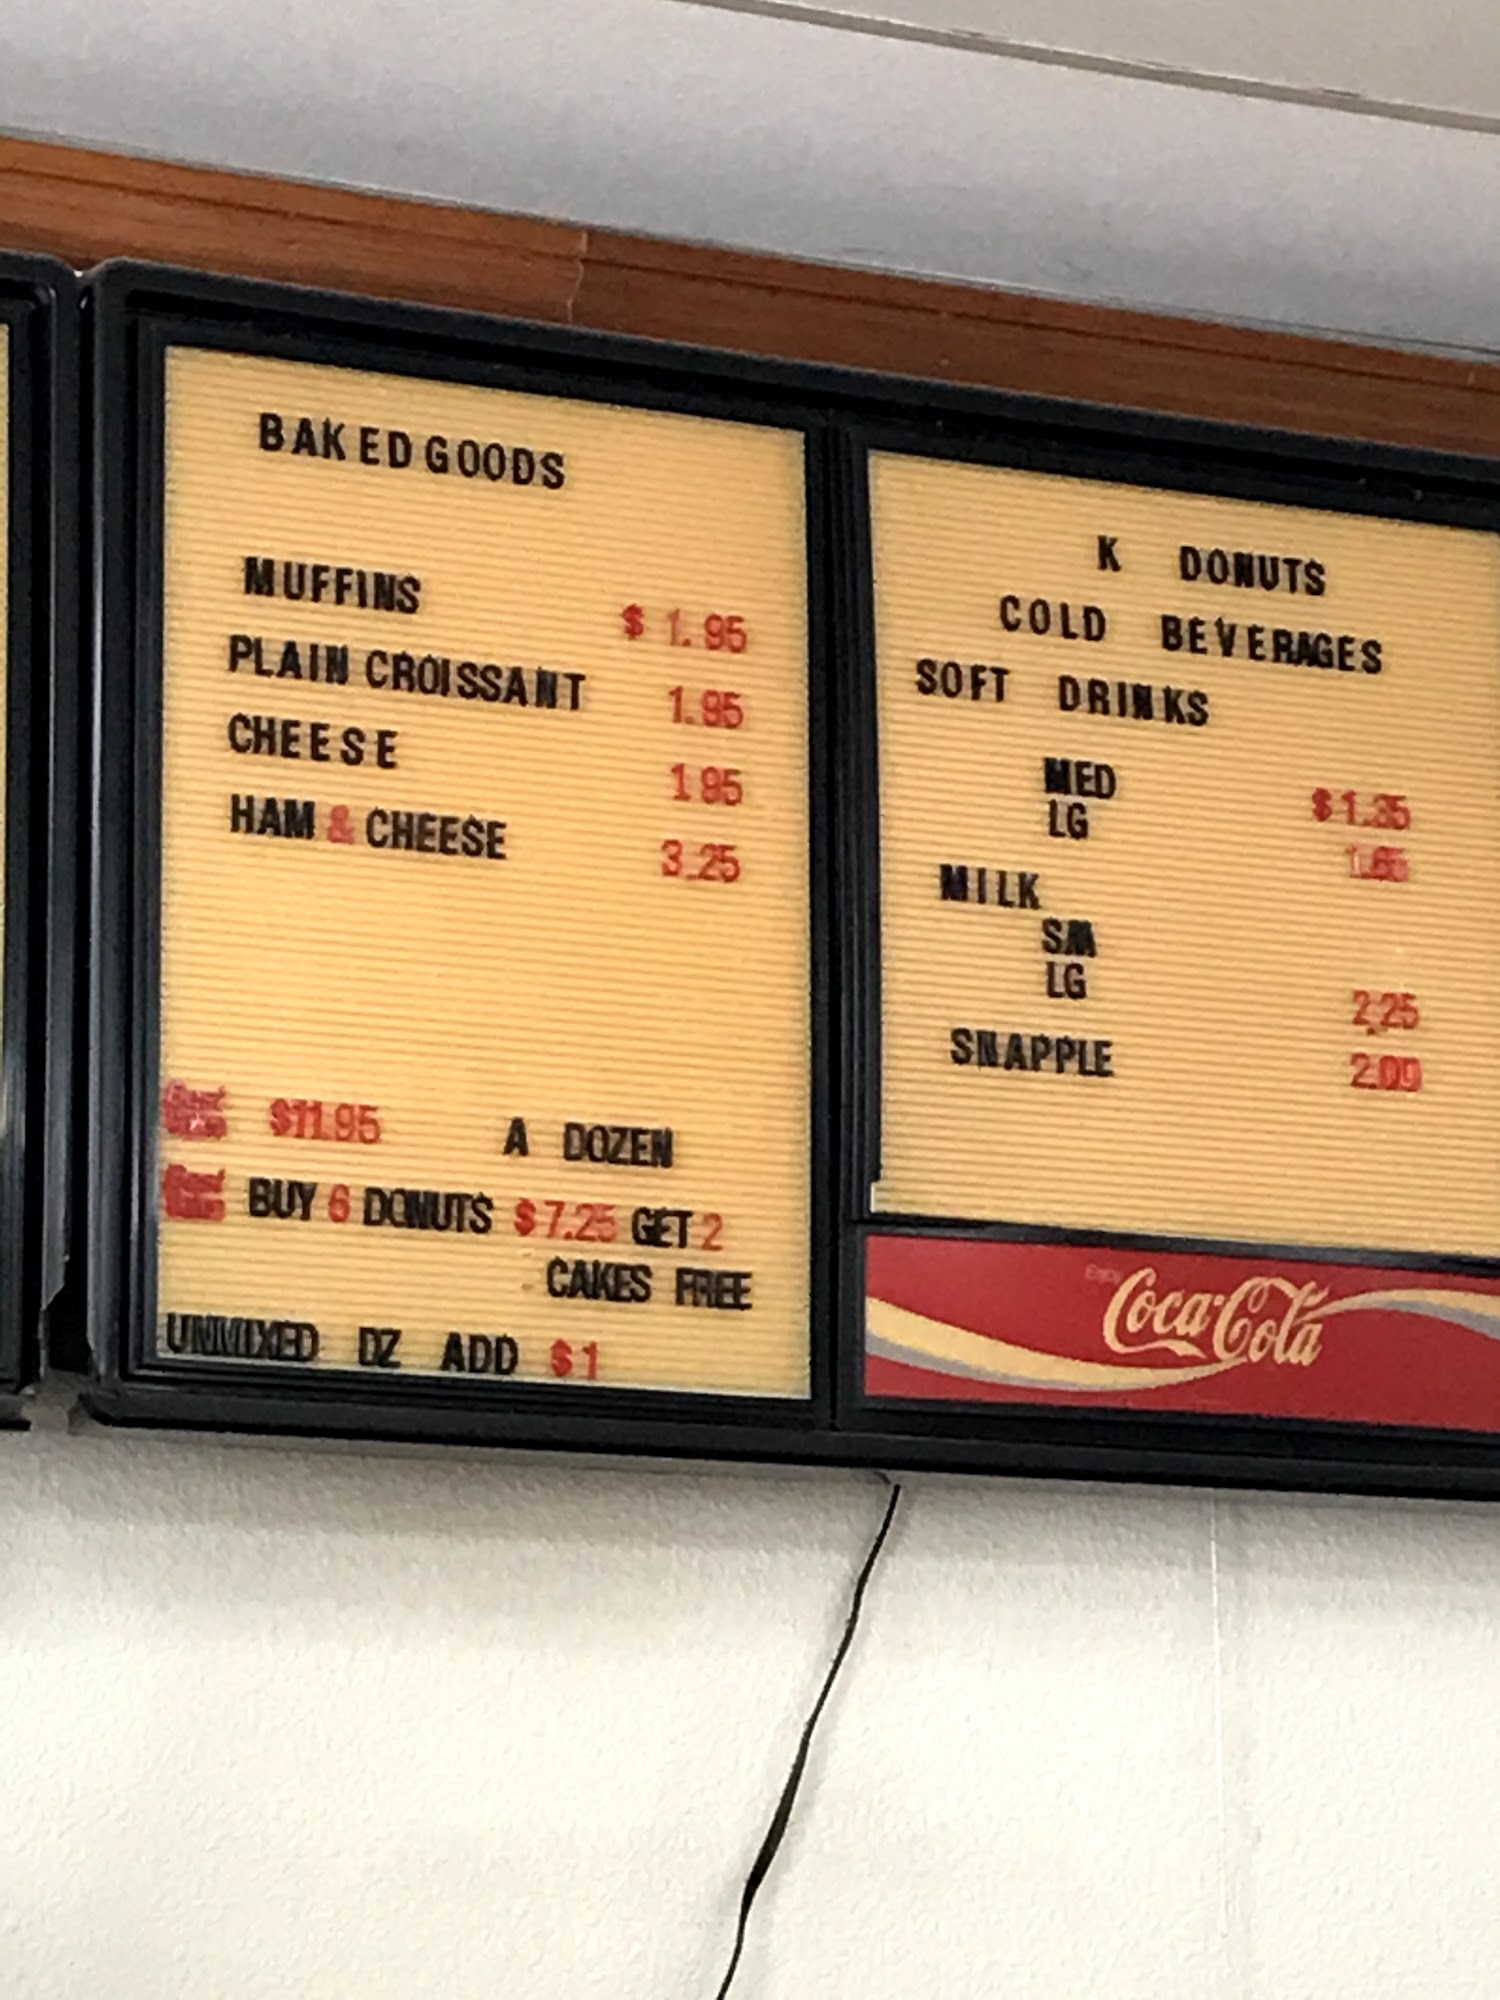 BAKED GOODS
MUFFINS $ 1.95
PLAIN CROISSANT 1.95
CHEESE 1 95
HAM & CHEESE 3.25
$11.95 A DOZEN
BUY 6 DONUTS $7.25 GET 2
CAKES FREE
UNMIXED DZ ADD $1
K DONUTS
COLD BEVERAGES
SOFT DRINKS
MED $1.35
LG 1.65
MILK
SM
LG 2.25
SNAPPLE 2.00
Enjoy
Coca-Cola